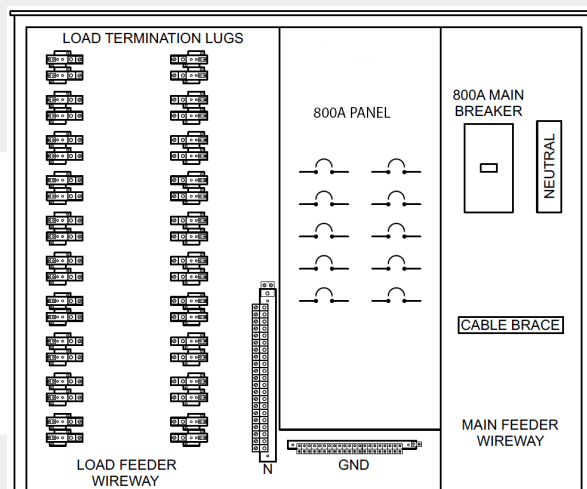 LOAD TERMINATION LUGS
800A PANEL
800A MAIN
BREAKER
NEUTRAL
CABLE BRACE
MAIN FEEDER
WIREWAY
LOAD FEEDER
WIREWAY
N
GND